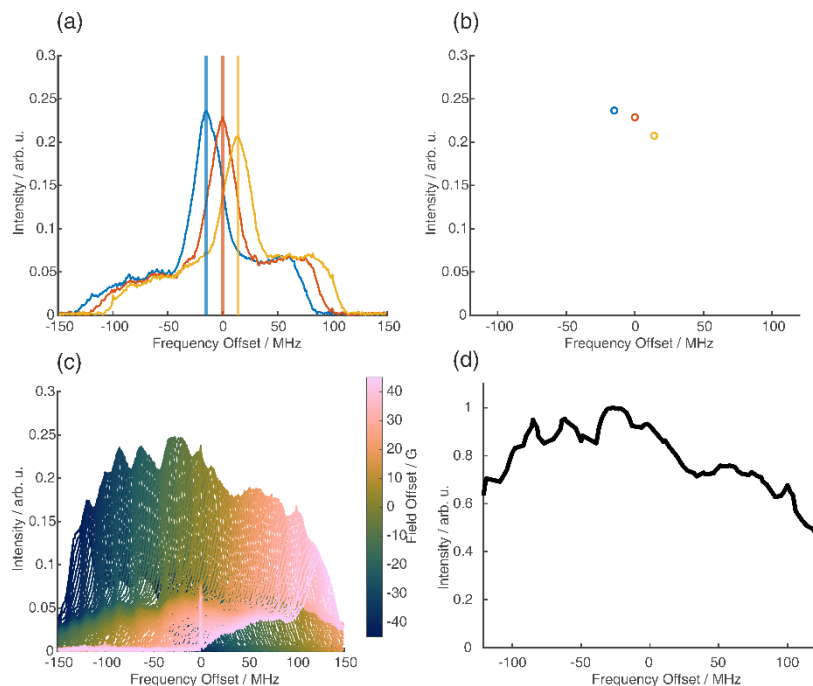 (a)
Intensity / arb. u.
0.3
0.25
0.2
0.15
0.1
0.05
0
-150 -100 -50 0 50 100 150
Frequency Offset / MHz
(b)
Intensity / arb. u.
0.3
0.25
0.2
0.15
0.1
0.05
0
-100 -50 0 50 100
Frequency Offset / MHz
(c)
Intensity / arb. u.
0.3
0.25
0.2
0.15
0.1
0.05
0
-150 -100 -50 0 50 100 150
Frequency Offset / MHz
40
30
20
10
0
-10
-20
-30
-40
Field Offset / G
(d)
Intensity / arb. u.
1
0.8
0.6
0.4
0.2
0
-100 -50 0 50 100
Frequency Offset / MHz